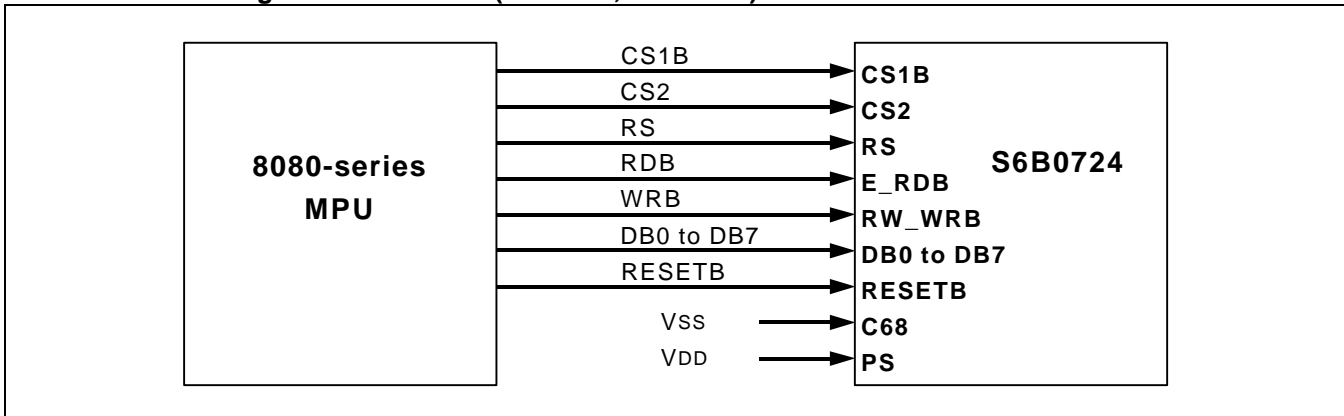 CS1B
CS2
RS
RDB
WRB
DB0 to DB7
RESETB
VSS
VDD
8080-series
MPU
CS1B
CS2
RS
E_RDB
RW_WRB
DB0 to DB7
RESETB
C68
PS
S6B0724